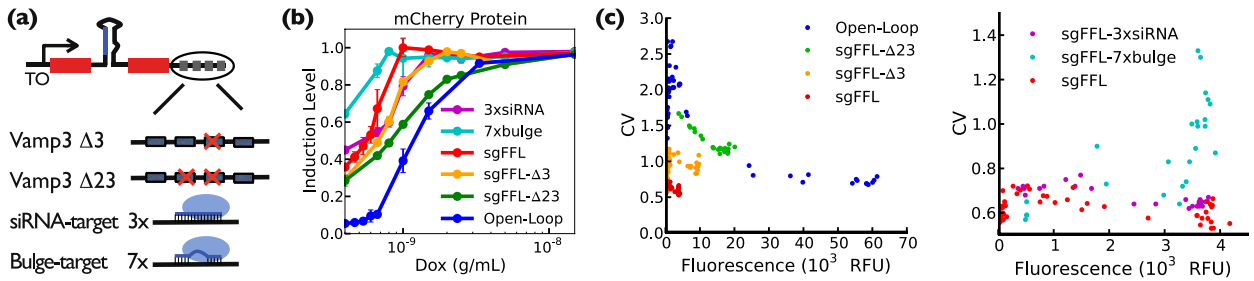 (a)
TO
Vamp3 Δ3
Vamp3 Δ23
siRNA-target 3x
Bulge-target 7x
(b)
mCherry Protein
Induction Level
1.0
0.8
0.6
0.4
0.2
0.0
3xsiRNA
7xbulge
sgFFL
sgFFL-Δ3
sgFFL-Δ23
Open-Loop
10⁻⁹
10⁻⁸
Dox (g/mL)
(c)
CV
3.0
2.5
2.0
1.5
1.0
0.5
0.0
Open-Loop
sgFFL-Δ23
sgFFL-Δ3
sgFFL
0 10 20 30 40 50 60 70
Fluorescence (10³ RFU)
CV
1.4
1.2
1.0
0.8
0.6
sgFFL-3xsiRNA
sgFFL-7xbulge
sgFFL
0 1 2 3 4
Fluorescence (10³ RFU)